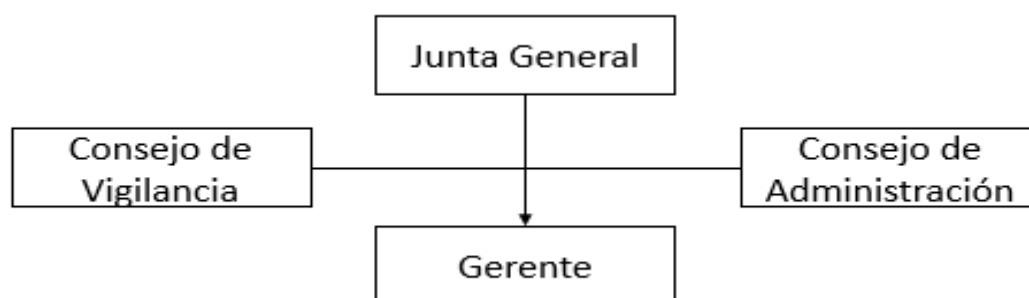 Junta General
Consejo de
Vigilancia
Consejo de
Administración
Gerente